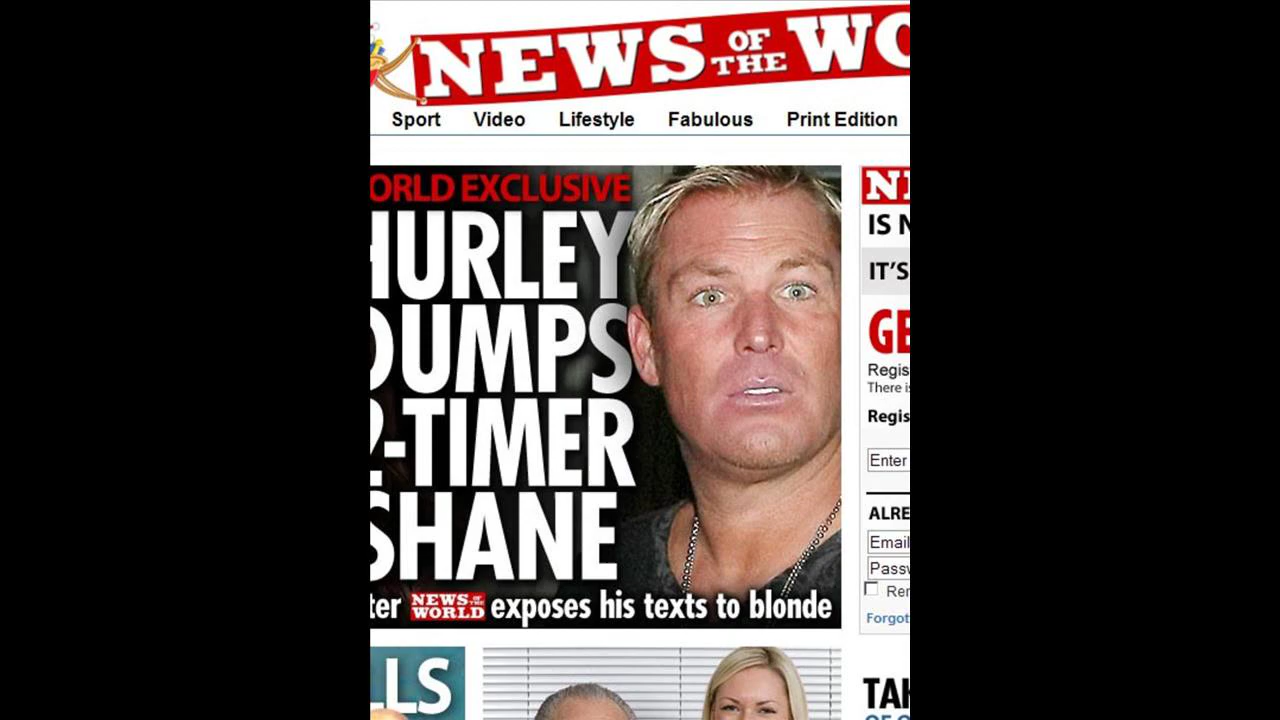 NEWS OF THE WO
Sport Video Lifestyle Fabulous Print Edition
ORLD EXCLUSIVE
HURLEY
DUMPS
2-TIMER
SHANE
ter NEWS OF THE WORLD exposes his texts to blonde
LLS
IS N
IT'S
GE
Regis
There is
Regis
Enter
ALRE
Email
Passw
Rem
Forgot
TAK